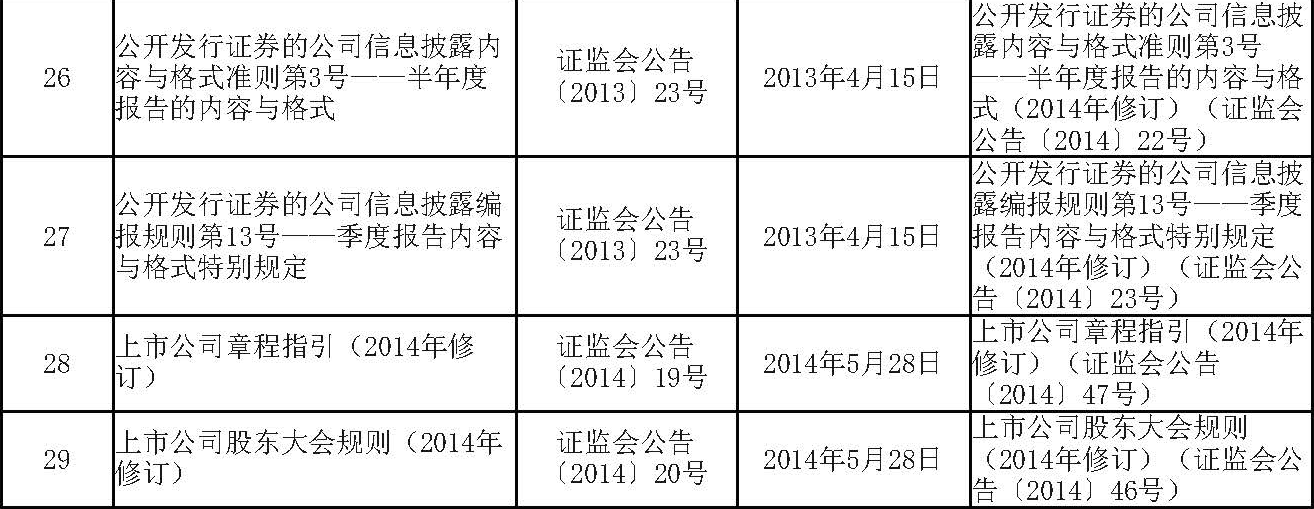 26
公开发行证券的公司信息披露内
容与格式准则第3号——半年度
报告的内容与格式
证监会公告
〔2013〕23号
2013年4月15日
公开发行证券的公司信息披
露内容与格式准则第3号
——半年度报告的内容与格
式（2014年修订）（证监会
公告〔2014〕22号）
27
公开发行证券的公司信息披露编
报规则第13号——季度报告内容
与格式特别规定
证监会公告
〔2013〕23号
2013年4月15日
公开发行证券的公司信息披
露编报规则第13号——季度
报告内容与格式特别规定
（2014年修订）（证监会公
告〔2014〕23号）
28
上市公司章程指引（2014年修
订）
证监会公告
〔2014〕19号
2014年5月28日
上市公司章程指引（2014年
修订）（证监会公告
〔2014〕47号）
29
上市公司股东大会规则（2014年
修订）
证监会公告
〔2014〕20号
2014年5月28日
上市公司股东大会规则
（2014年修订）（证监会公
告〔2014〕46号）